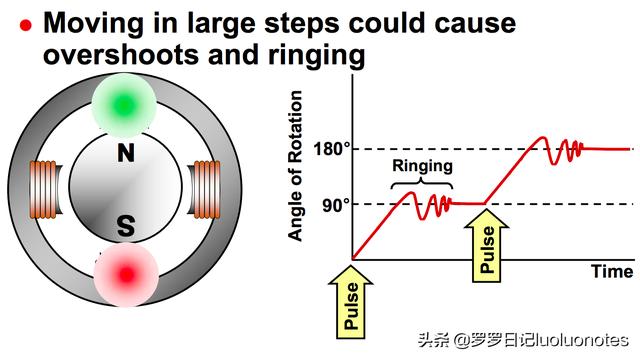 Moving in large steps could cause
overshoots and ringing
N
S
Angle of Rotation
180°
90°
Ringing
Pulse
Pulse
Time
头条 @罗罗日记luoluonotes